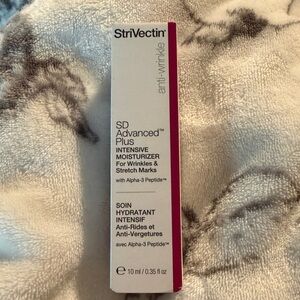 StriVectin™
anti-wrinkle
SD
Advanced™
Plus
INTENSIVE
MOISTURIZER
For Wrinkles &
Stretch Marks
with Alpha-3 Peptide™
SOIN
HYDRATANT
INTENSIF
Anti-Rides et
Anti-Vergetures
avec Alpha-3 Peptide™
℮ 10 ml / 0.35 fl oz